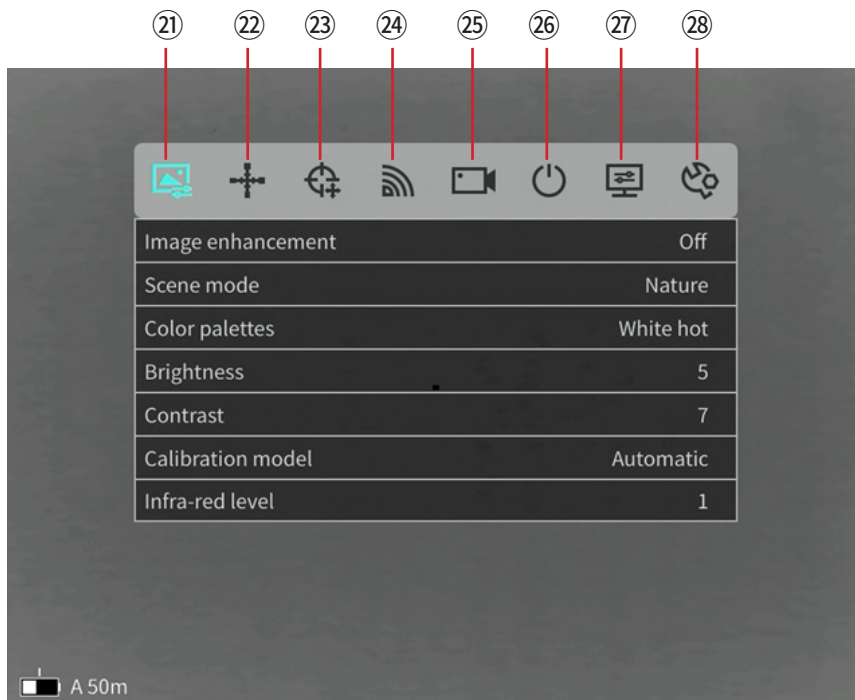 ㉑ ㉒ ㉓ ㉔ ㉕ ㉖ ㉗ ㉘
Image enhancement Off
Scene mode Nature
Color palettes White hot
Brightness 5
Contrast 7
Calibration model Automatic
Infra-red level 1
A 50m